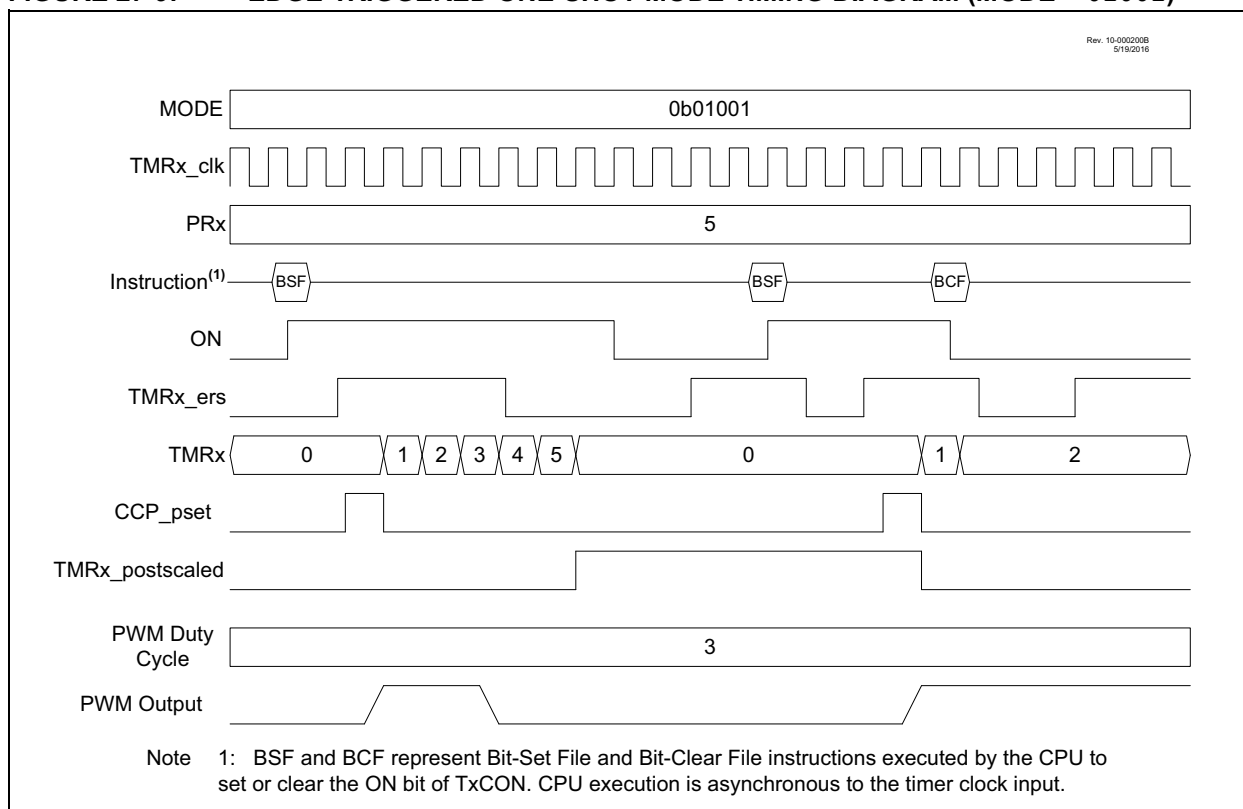 Rev. 10-000200B
5/19/2016
MODE 0b01001
TMRx_clk
PRx 5
Instruction(1) BSF BSF BCF
ON
TMRx_ers
TMRx 0 1 2 3 4 5 0 1 2
CCP_pset
TMRx_postscaled
PWM Duty
Cycle 3
PWM Output
Note 1: BSF and BCF represent Bit-Set File and Bit-Clear File instructions executed by the CPU to
set or clear the ON bit of TxCON. CPU execution is asynchronous to the timer clock input.